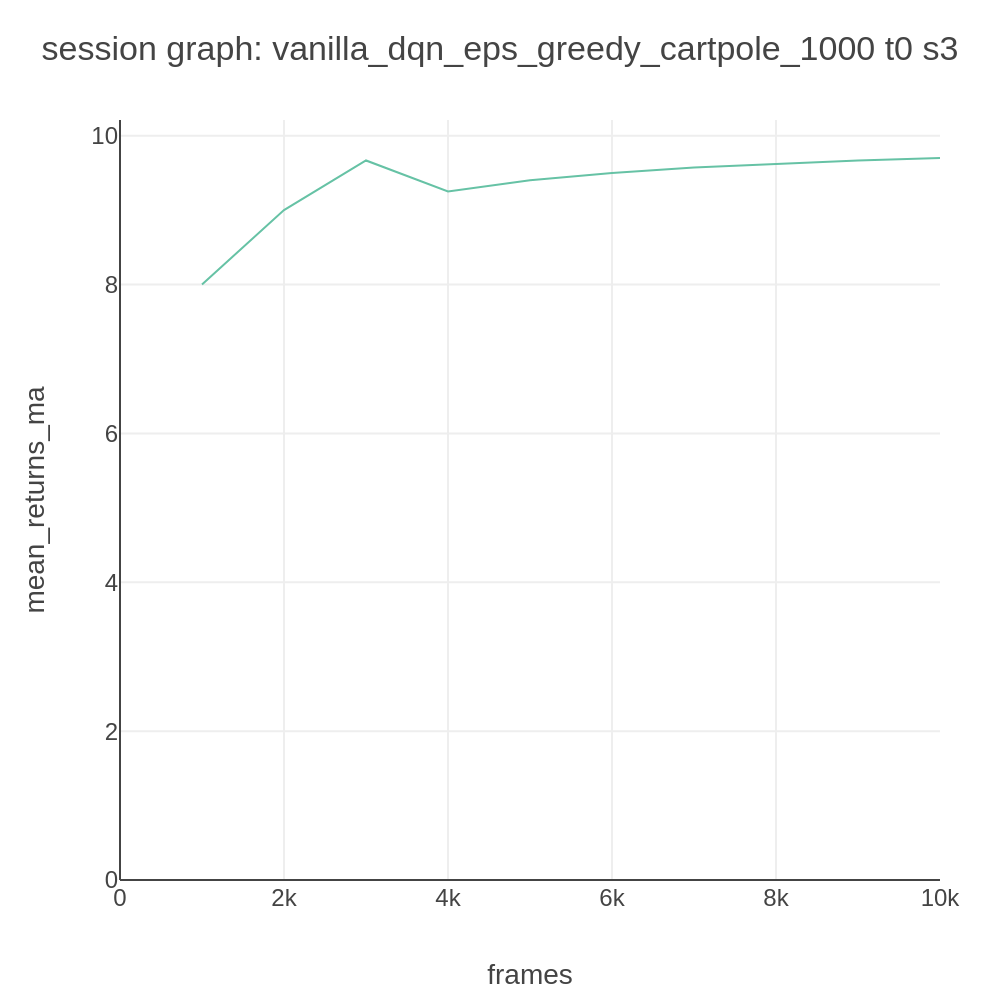 session graph: vanilla_dqn_eps_greedy_cartpole_1000 t0 s3
10
8
6
4
2
0
mean_returns_ma
0 2k 4k 6k 8k 10k
frames